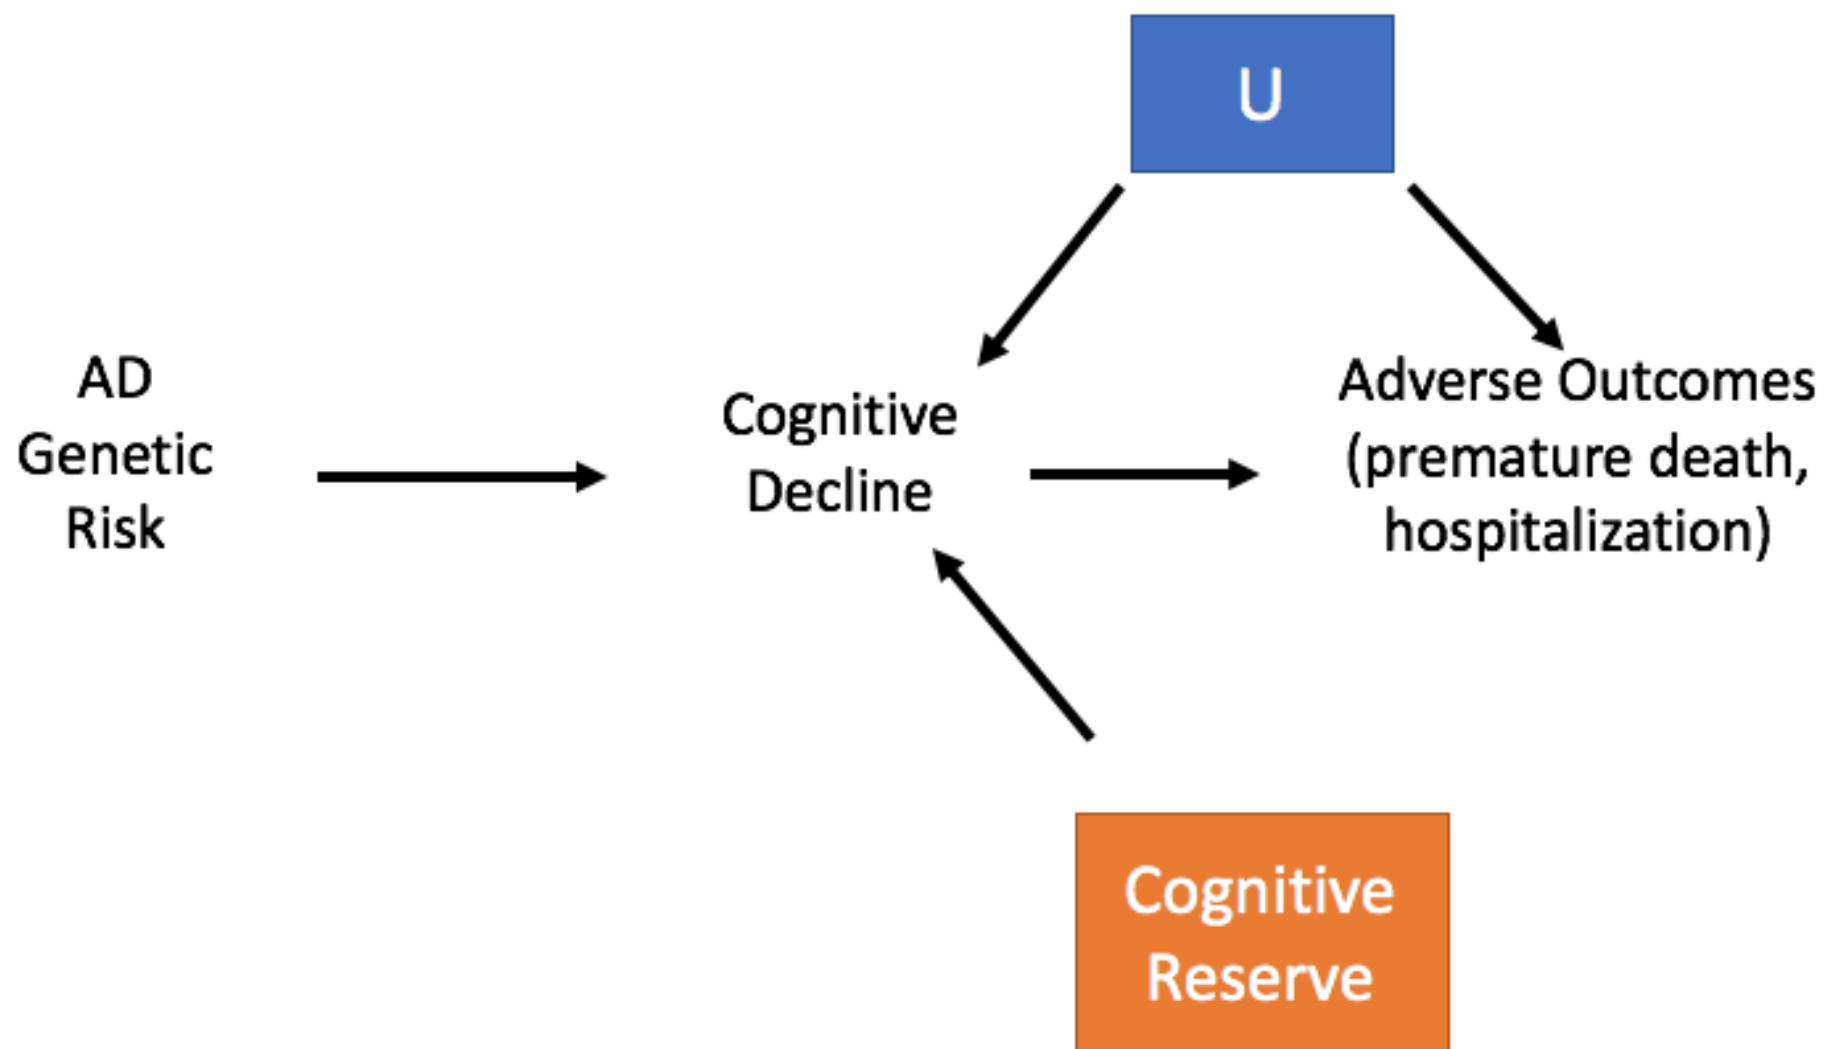 U
AD
Genetic
Risk
Cognitive
Decline
Adverse Outcomes
(premature death,
hospitalization)
Cognitive
Reserve